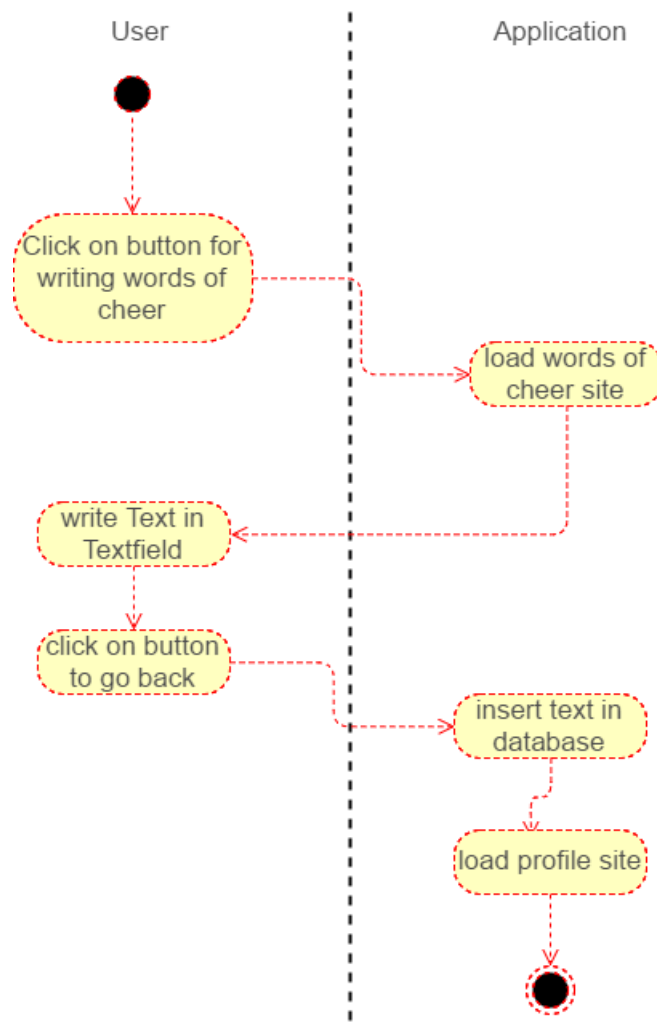 User
Application
Click on button for
writing words of
cheer
load words of
cheer site
write Text in
Textfield
click on button
to go back
insert text in
database
load profile site